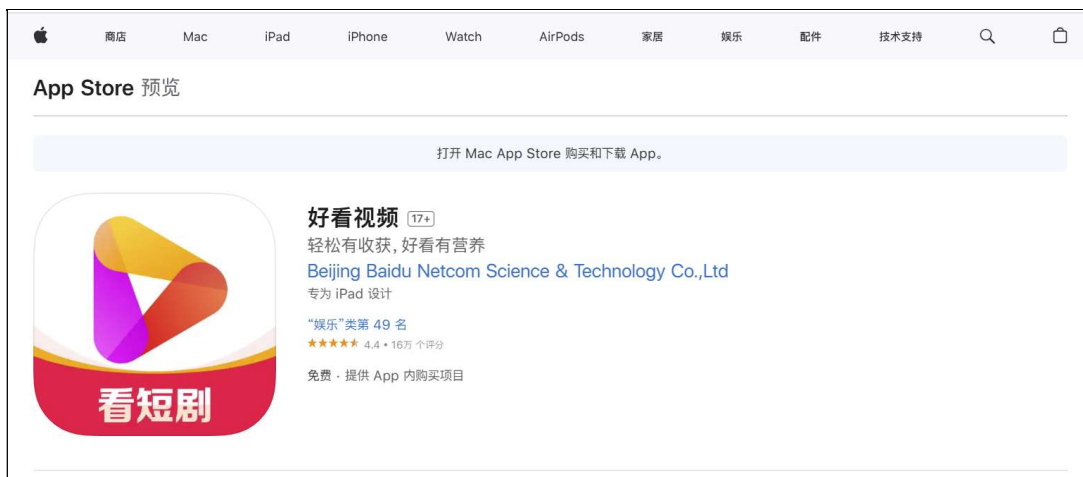 商店 Mac iPad iPhone Watch AirPods 家居 娱乐 配件 技术支持
App Store 预览
打开 Mac App Store 购买和下载 App。
好看视频 17+
轻松有收获，好看有营养
Beijing Baidu Netcom Science & Technology Co.,Ltd
专为 iPad 设计
“娱乐”类第 49 名
★★★★★ 4.4 • 16万 个评分
免费 · 提供 App 内购买项目
看短剧